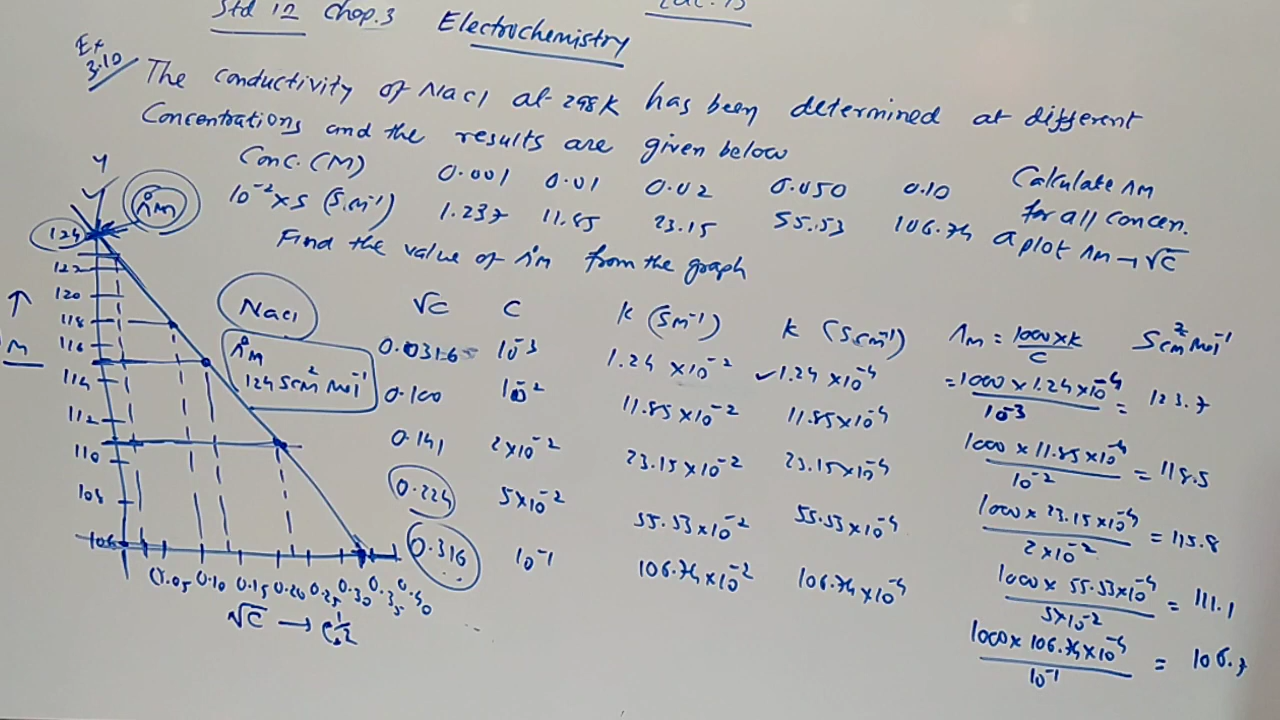 Std 12 Chap.3 Electrochemistry
Ex 3.10 The conductivity of NaCl at 298K has been determined at different
Concentrations and the results are given below
Conc. (M) 0.001 0.01 0.02 0.050 0.10 Calculate Λm
10⁻² × S (S.m⁻¹) 1.237 11.85 23.15 55.53 106.74 for all concen.
Find the value of Λ°m from the graph a plot Λm → √C
Y
Λ°m
124
122
120
118
116
114
112
110
108
106
↑
M
0.05 0.10 0.15 0.20 0.25 0.30 0.35 0.40
√C → C^1/2
NaCl
Λ°m
124 Scm² mol⁻¹
√C C K (Sm⁻¹) K (Scm⁻¹) Λm = 1000×K / C Scm² mol⁻¹
0.0316 10⁻³ 1.24 ×10⁻² 1.24 ×10⁻⁴ = 1000 × 1.24×10⁻⁴ / 10⁻³ = 123.7
0.100 10⁻² 11.85×10⁻² 11.85×10⁻⁴ 1000 × 11.85×10⁻⁴ / 10⁻² = 118.5
0.141 2×10⁻² 23.15×10⁻² 23.15×10⁻⁴ 1000 × 23.15×10⁻⁴ / 2×10⁻² = 115.8
0.224 5×10⁻² 55.53×10⁻² 55.53×10⁻⁴ 1000× 55.53×10⁻⁴ / 5×10⁻² = 111.1
0.316 10⁻¹ 106.74×10⁻² 106.74×10⁻⁴ 1000× 106.74×10⁻⁴ / 10⁻¹ = 106.7